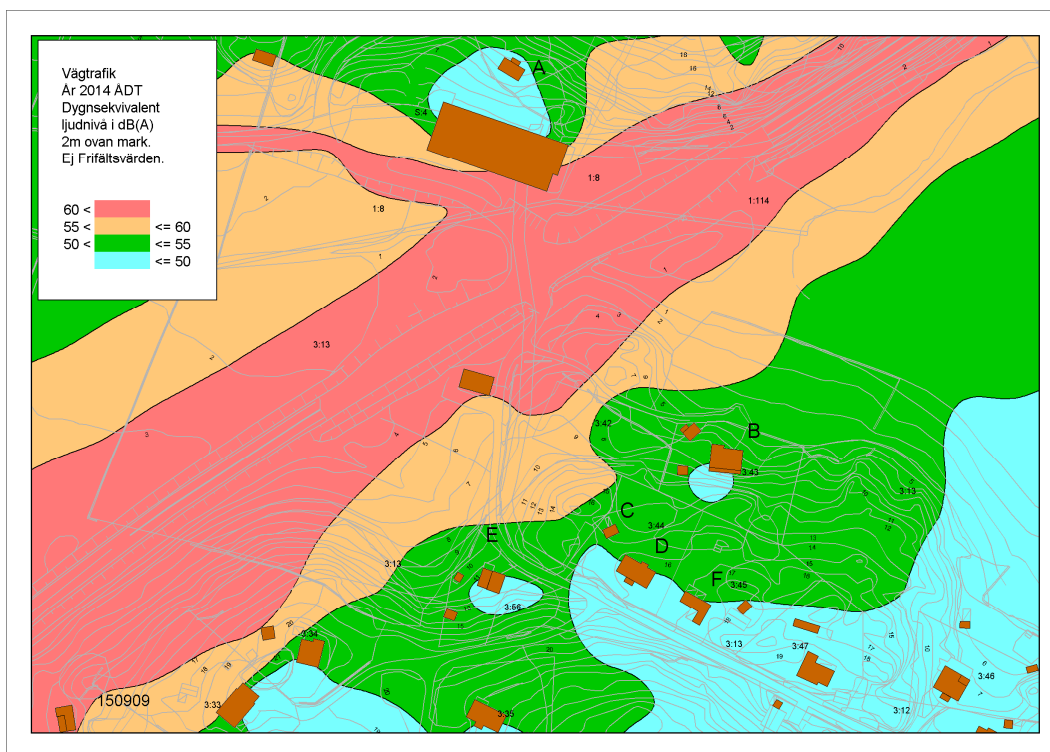 Vägtrafik
År 2014 ÅDT
Dygnsekvivalent
ljudnivå i dB(A)
2m ovan mark.
Ej Frifältsvärden.
60 <
55 < <= 60
50 < <= 55
<= 50
A
S:4
1:8
1:8
1:114
3:13
3:42
B
3:43
3:13
C
3:44
D
E
F
3:45
3:13
3:66
3:34
3:13
3:47
3:46
3:33
150909
3:35
3:12